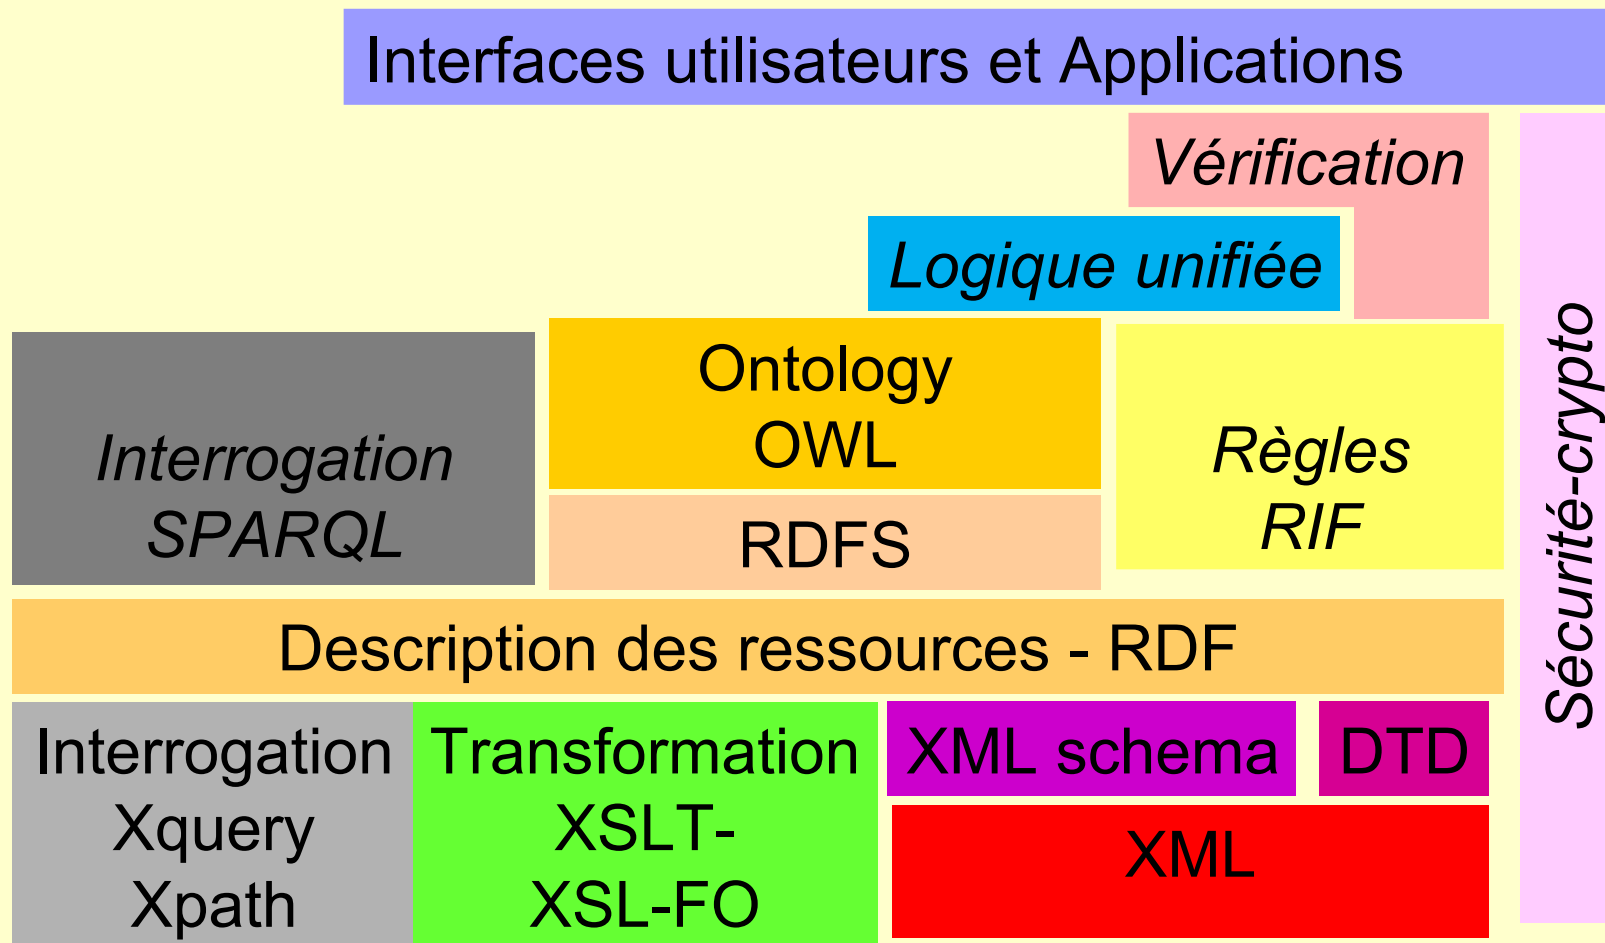 Interfaces utilisateurs et Applications
Vérification
Logique unifiée
Ontology
OWL
Interrogation
SPARQL
Règles
RIF
RDFS
Sécurité-crypto
Description des ressources - RDF
Interrogation
Xquery
Xpath
Transformation
XSLT-
XSL-FO
XML schema
DTD
XML